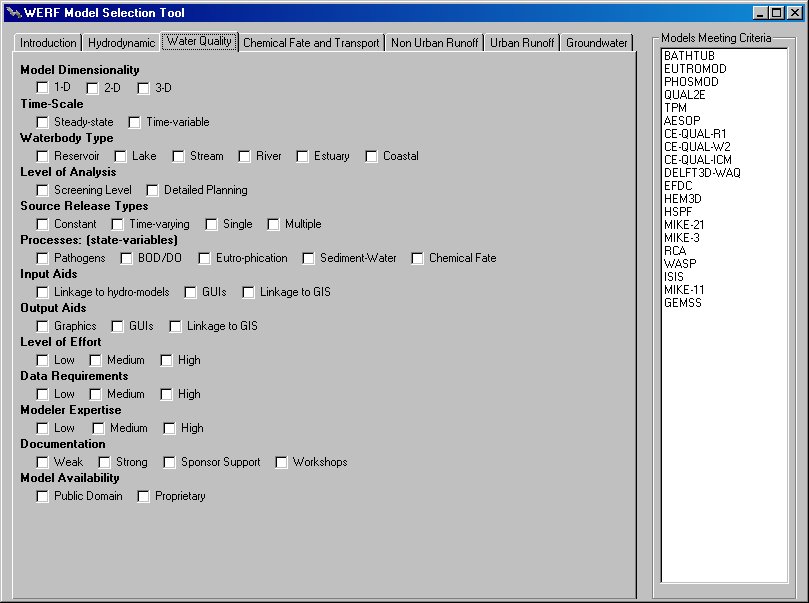 WERF Model Selection Tool
Introduction Hydrodynamic Water Quality Chemical Fate and Transport Non Urban Runoff Urban Runoff Groundwater
Model Dimensionality
1-D 2-D 3-D
Time-Scale
Steady-state Time-variable
Waterbody Type
Reservoir Lake Stream River Estuary Coastal
Level of Analysis
Screening Level Detailed Planning
Source Release Types
Constant Time-varying Single Multiple
Processes: (state-variables)
Pathogens BOD/DO Eutro-phication Sediment-Water Chemical Fate
Input Aids
Linkage to hydro-models GUIs Linkage to GIS
Output Aids
Graphics GUIs Linkage to GIS
Level of Effort
Low Medium High
Data Requirements
Low Medium High
Modeler Expertise
Low Medium High
Documentation
Weak Strong Sponsor Support Workshops
Model Availability
Public Domain Proprietary
Models Meeting Criteria
BATHTUB
EUTROMOD
PHOSMOD
QUAL2E
TPM
AESOP
CE-QUAL-R1
CE-QUAL-W2
CE-QUAL-ICM
DELFT3D-WAQ
EFDC
HEM3D
HSPF
MIKE-21
MIKE-3
RCA
WASP
ISIS
MIKE-11
GEMSS